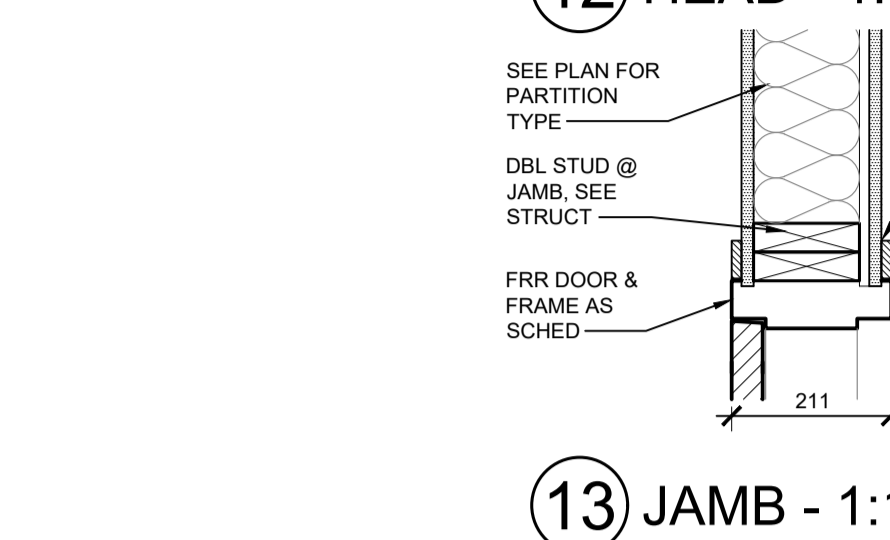 SEE PLAN FOR
PARTITION
TYPE
DBL STUD @
JAMB, SEE
STRUCT
FRR DOOR &
FRAME AS
SCHED
211
13 JAMB - 1:1